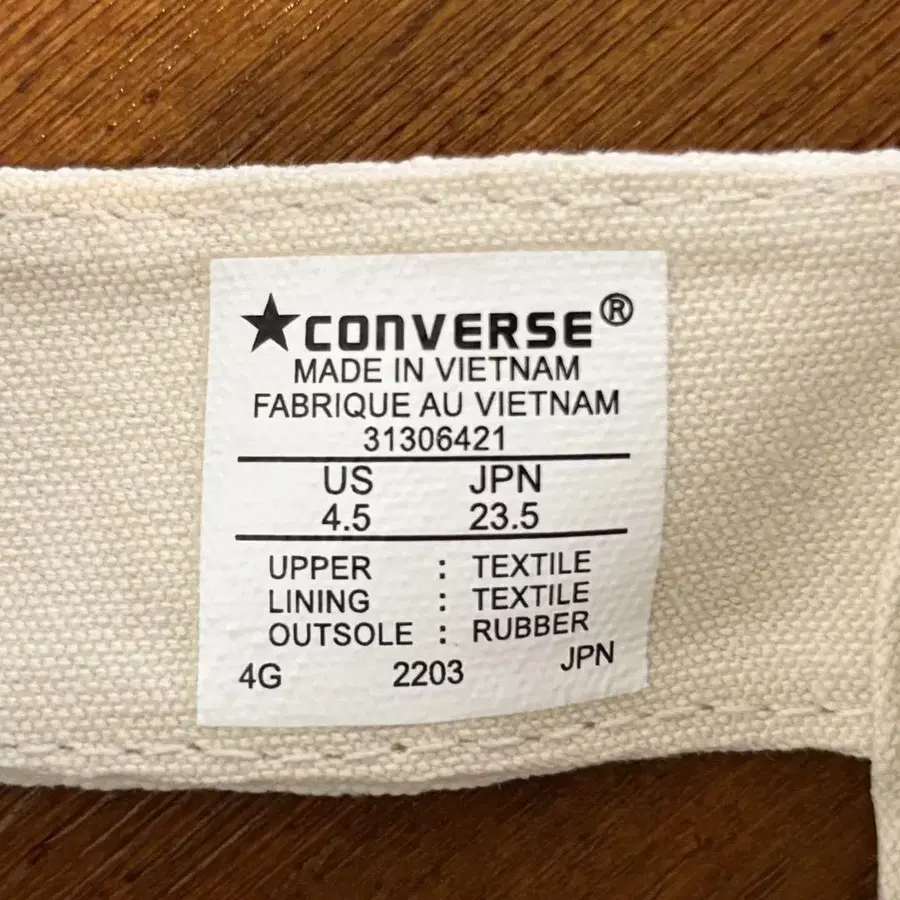 ★CONVERSE®
MADE IN VIETNAM
FABRIQUE AU VIETNAM
31306421
US JPN
4.5 23.5
UPPER : TEXTILE
LINING : TEXTILE
OUTSOLE : RUBBER
4G 2203 JPN